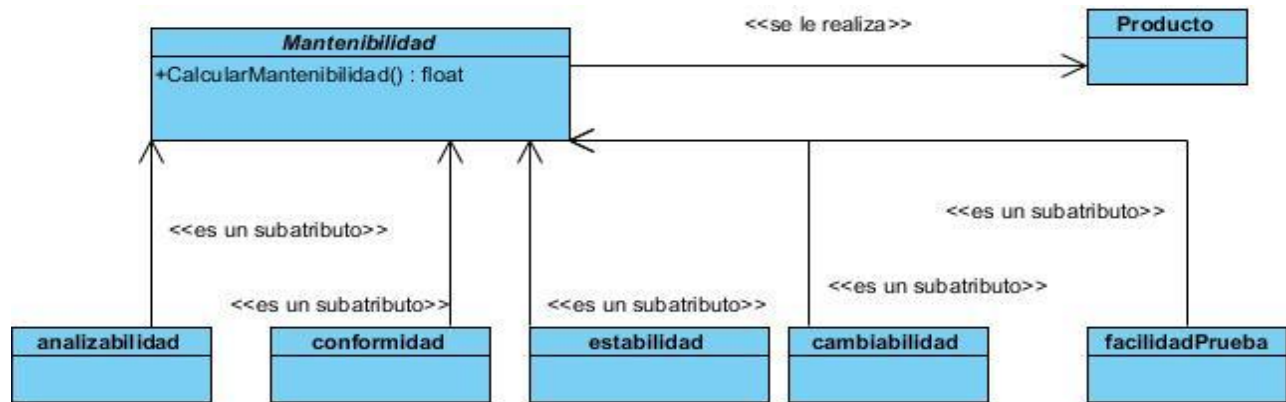 Mantenibilidad
+CalcularMantenibilidad() : float
<<se le realiza>>
Producto
<<es un subatributo>>
<<es un subatributo>>
<<es un subatributo>>
<<es un subatributo>>
<<es un subatributo>>
analizabilidad
conformidad
estabilidad
cambiabilidad
facilidadPrueba